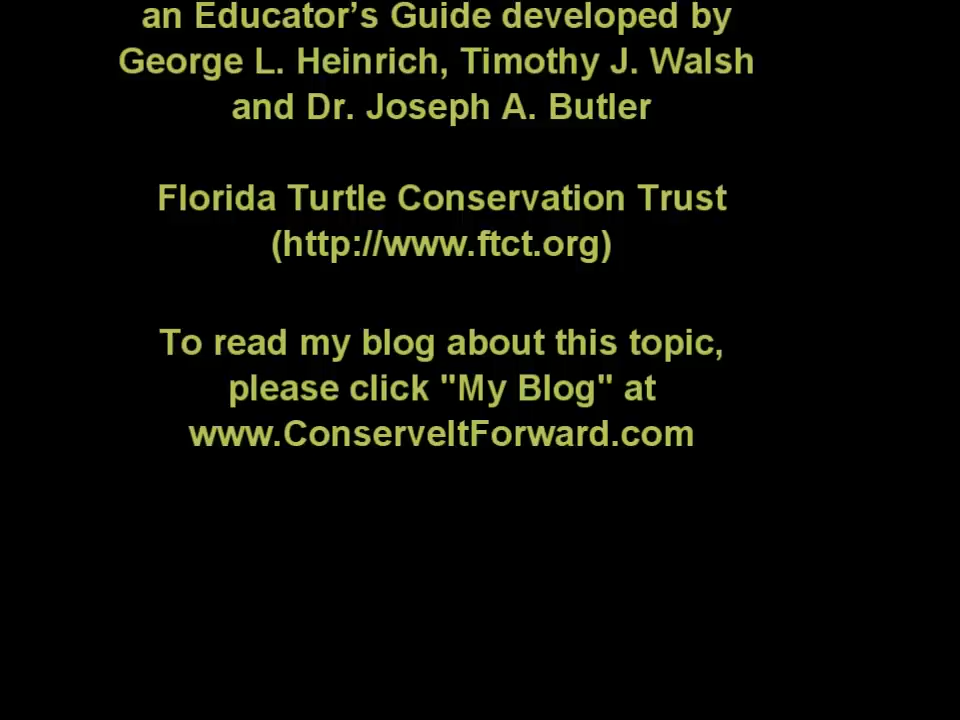 an Educator’s Guide developed by
George L. Heinrich, Timothy J. Walsh
and Dr. Joseph A. Butler
Florida Turtle Conservation Trust
(http://www.ftct.org)
To read my blog about this topic,
please click "My Blog" at
www.ConserveItForward.com